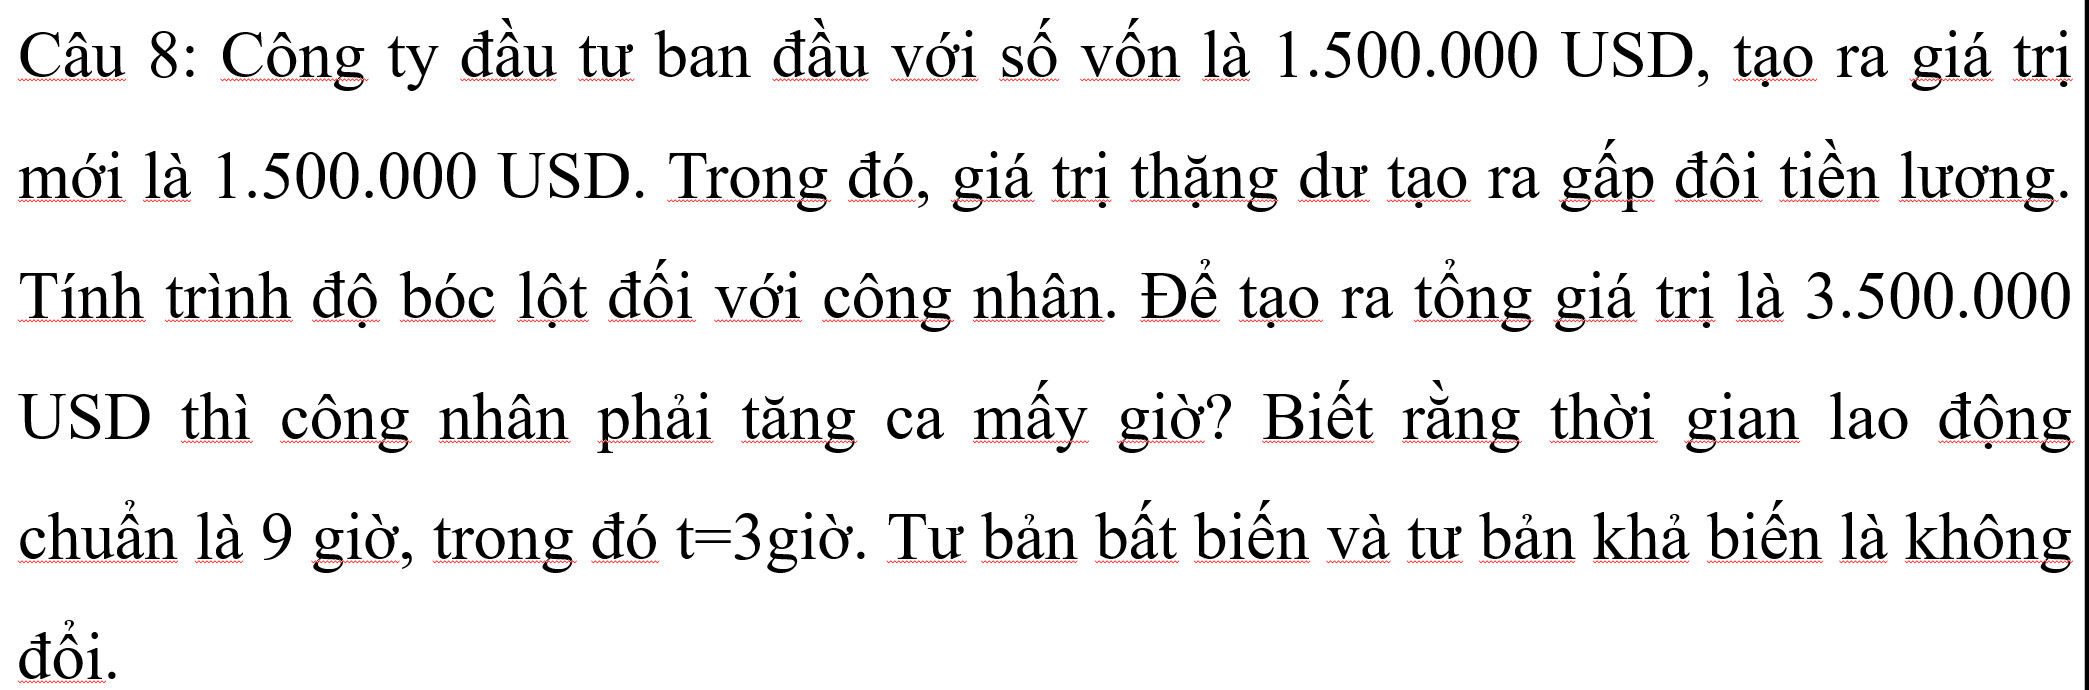 Câu 8: Công ty đầu tư ban đầu với số vốn là 1.500.000 USD, tạo ra giá trị
mới là 1.500.000 USD. Trong đó, giá trị thặng dư tạo ra gấp đôi tiền lương.
Tính trình độ bóc lột đối với công nhân. Để tạo ra tổng giá trị là 3.500.000
USD thì công nhân phải tăng ca mấy giờ? Biết rằng thời gian lao động
chuẩn là 9 giờ, trong đó t=3giờ. Tư bản bất biến và tư bản khả biến là không
đổi.